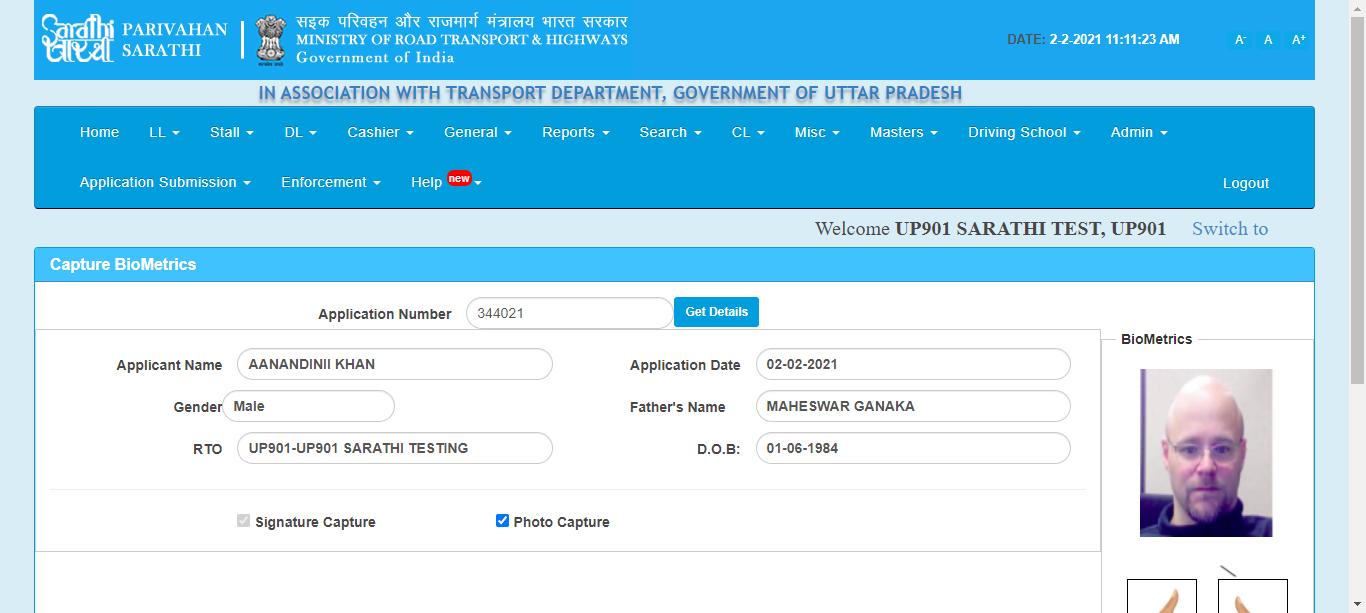 सारथी
Sarathi
PARIVAHAN
SARATHI
सड़क परिवहन और राजमार्ग मंत्रालय भारत सरकार
MINISTRY OF ROAD TRANSPORT & HIGHWAYS
Government of India
DATE: 2-2-2021 11:11:23 AM
A- A A+
IN ASSOCIATION WITH TRANSPORT DEPARTMENT, GOVERNMENT OF UTTAR PRADESH
Home LL Stall DL Cashier General Reports Search CL Misc Masters Driving School Admin
Application Submission Enforcement Help new Logout
Welcome UP901 SARATHI TEST, UP901 Switch to
Capture BioMetrics
Application Number 344021 Get Details
BioMetrics
Applicant Name AANANDINII KHAN Application Date 02-02-2021
Gender Male Father's Name MAHESWAR GANAKA
RTO UP901-UP901 SARATHI TESTING D.O.B: 01-06-1984
Signature Capture Photo Capture